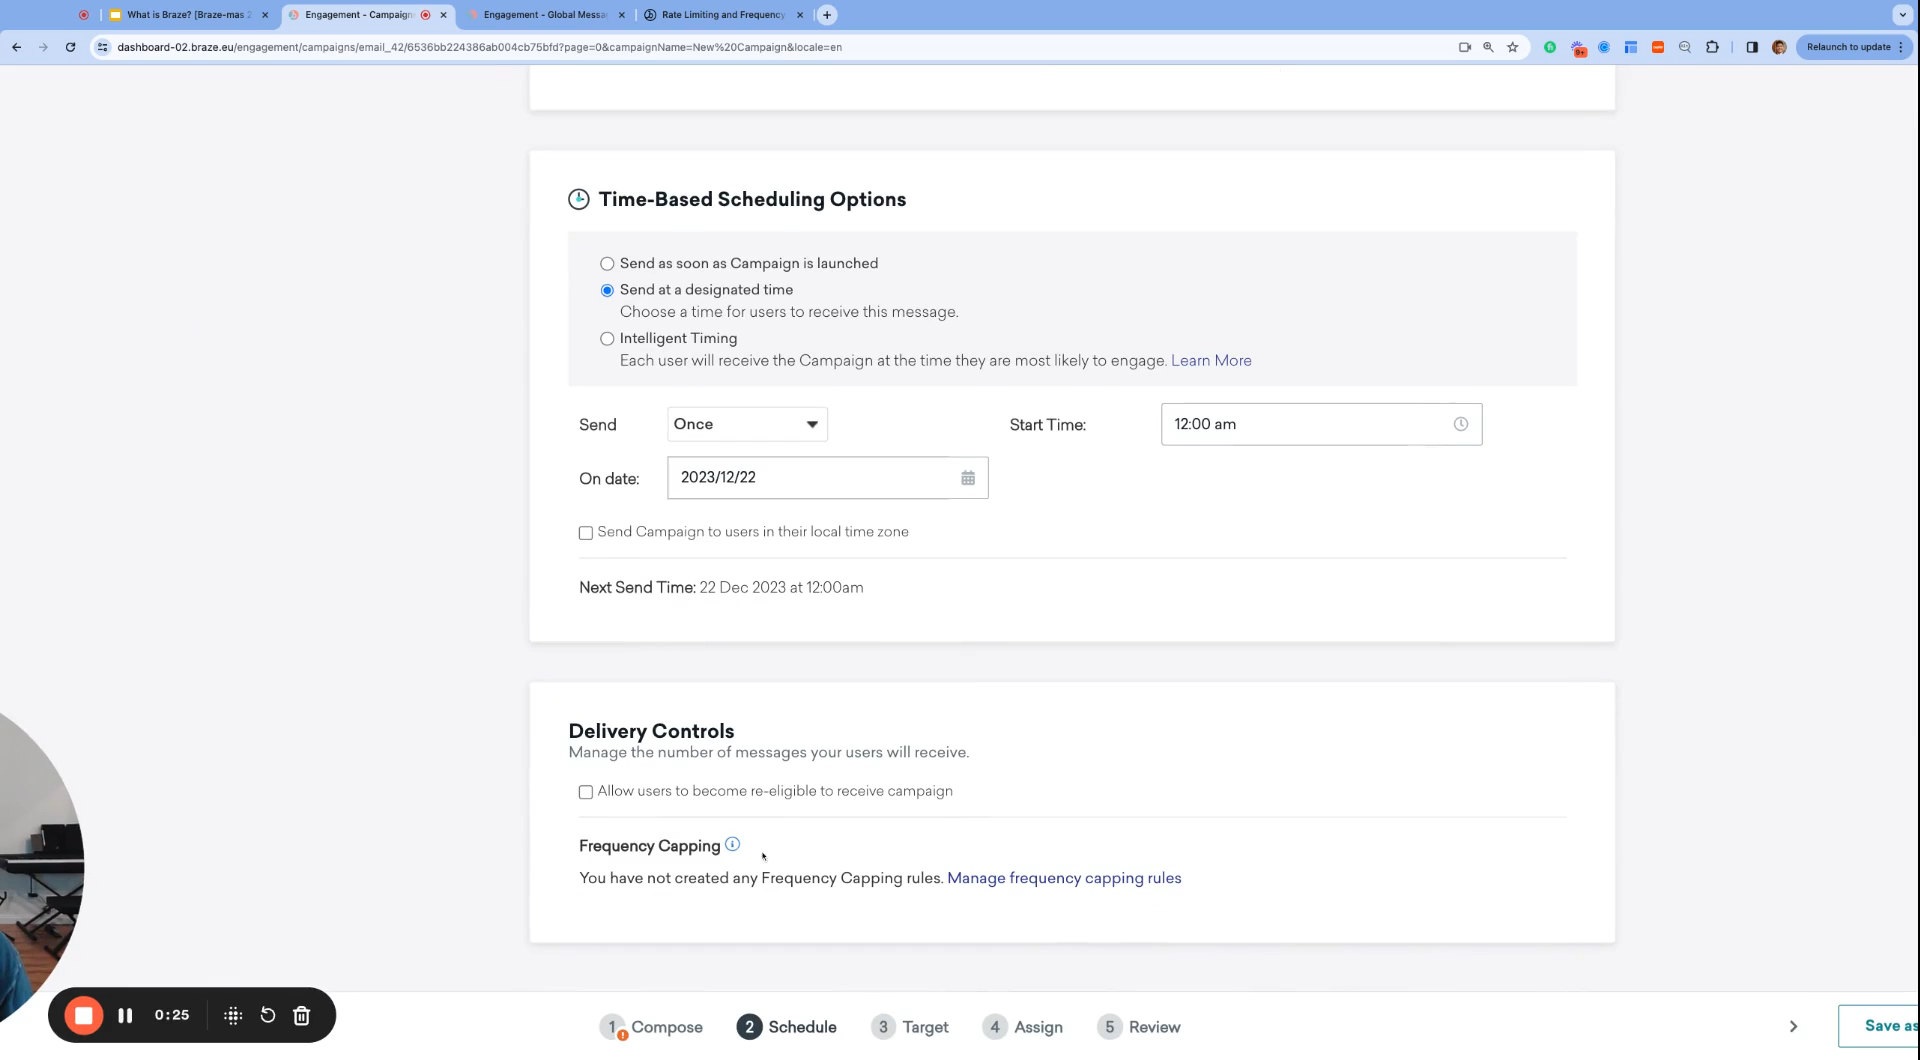 What is Braze? [Braze-mas 2
Engagement - Campaign
Engagement - Global Messa
Rate Limiting and Frequency
dashboard-02.braze.eu/engagement/campaigns/email_42/6536bb224386ab004cb75bfd?page=0&campaignName=New%20Campaign&locale=en
Relaunch to update
Time-Based Scheduling Options
Send as soon as Campaign is launched
Send at a designated time
Choose a time for users to receive this message.
Intelligent Timing
Each user will receive the Campaign at the time they are most likely to engage. Learn More
Send Once Start Time: 12:00 am
On date: 2023/12/22
Send Campaign to users in their local time zone
Next Send Time: 22 Dec 2023 at 12:00am
Delivery Controls
Manage the number of messages your users will receive.
Allow users to become re-eligible to receive campaign
Frequency Capping
You have not created any Frequency Capping rules. Manage frequency capping rules
0:25
1 Compose 2 Schedule 3 Target 4 Assign 5 Review
Save as